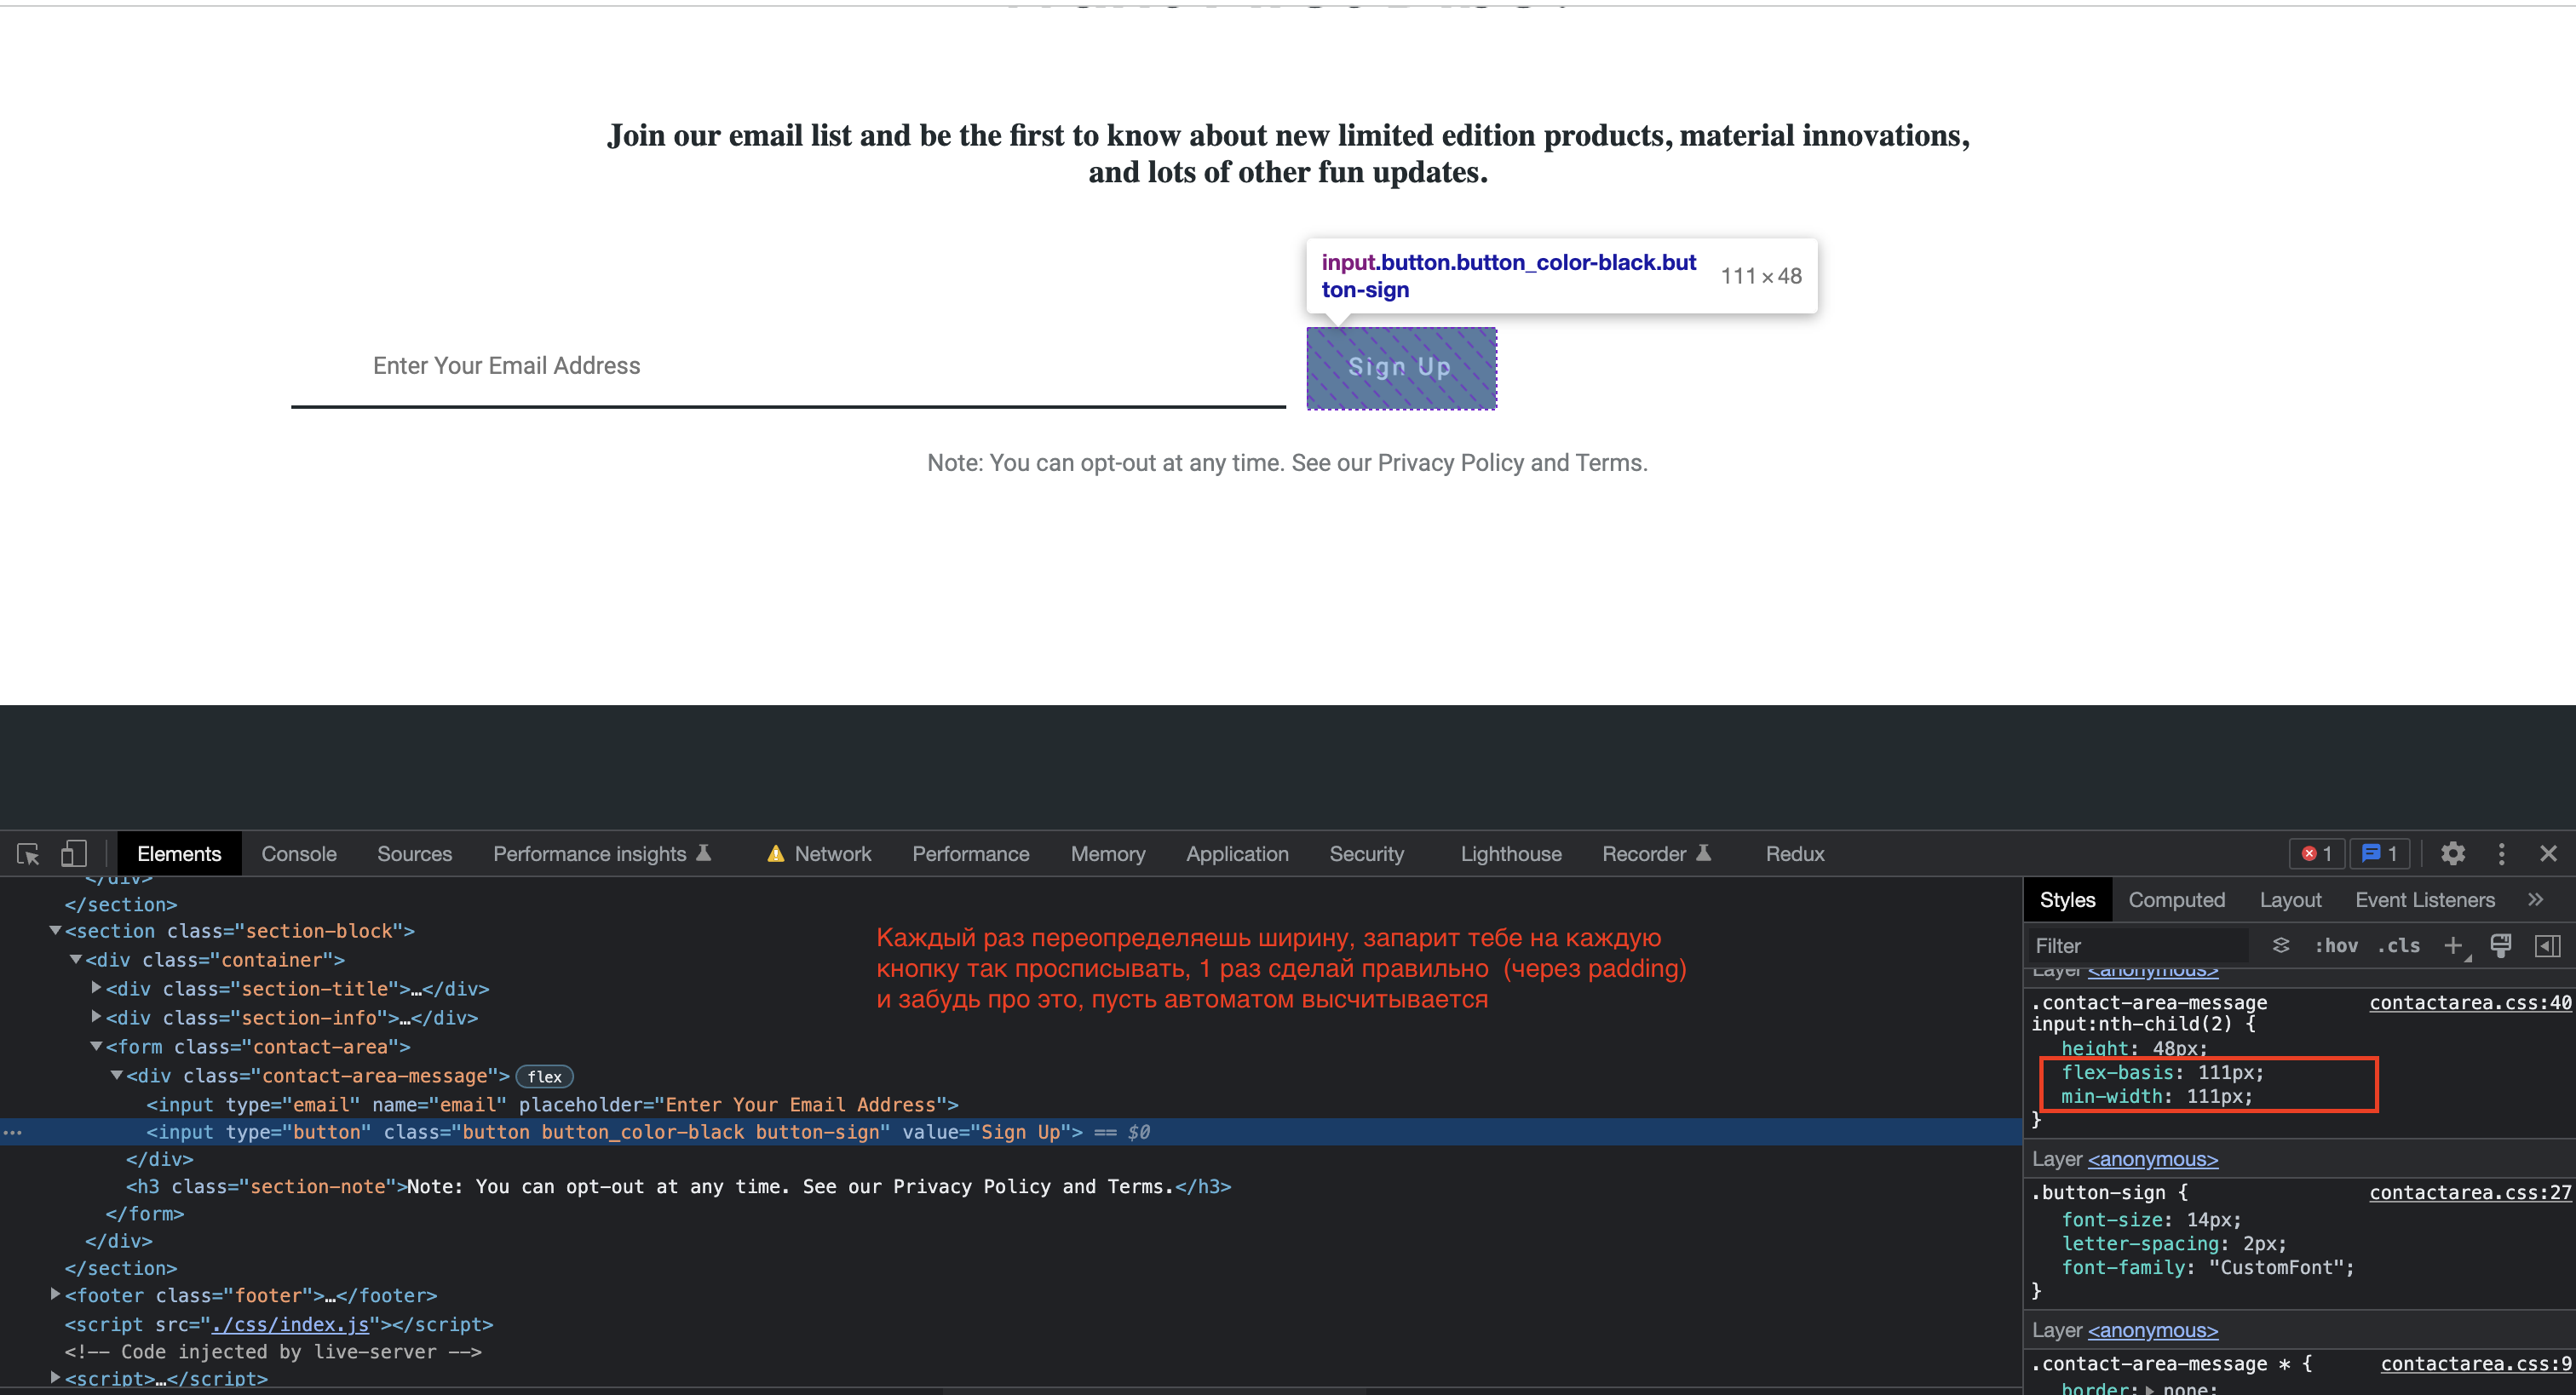 Join our email list and be the first to know about new limited edition products, material innovations,
and lots of other fun updates.
input.button.button_color-black.but
ton-sign
111 × 48
Enter Your Email Address
Sign Up
Note: You can opt-out at any time. See our Privacy Policy and Terms.
Elements Console Sources Performance insights Network Performance Memory Application Security Lighthouse Recorder Redux 1 1
</div>
</section>
<section class="section-block">
<div class="container">
<div class="section-title">…</div>
<div class="section-info">…</div>
<form class="contact-area">
<div class="contact-area-message"> flex
<input type="email" name="email" placeholder="Enter Your Email Address">
<input type="button" class="button button_color-black button-sign" value="Sign Up"> == $0
</div>
<h3 class="section-note">Note: You can opt-out at any time. See our Privacy Policy and Terms.</h3>
</form>
</div>
</section>
<footer class="footer">…</footer>
<script src="./css/index.js"></script>
<!-- Code injected by live-server -->
<script>…</script>
Каждый раз переопределяешь ширину, запарит тебе на каждую
кнопку так просписывать, 1 раз сделай правильно (через padding)
и забудь про это, пусть автоматом высчитывается
Styles Computed Layout Event Listeners »
Filter :hov .cls
Layer <anonymous>
.contact-area-message contactarea.css:40
input:nth-child(2) {
height: 48px;
flex-basis: 111px;
min-width: 111px;
}
Layer <anonymous>
.button-sign { contactarea.css:27
font-size: 14px;
letter-spacing: 2px;
font-family: "CustomFont";
}
Layer <anonymous>
.contact-area-message * { contactarea.css:9
border: none;